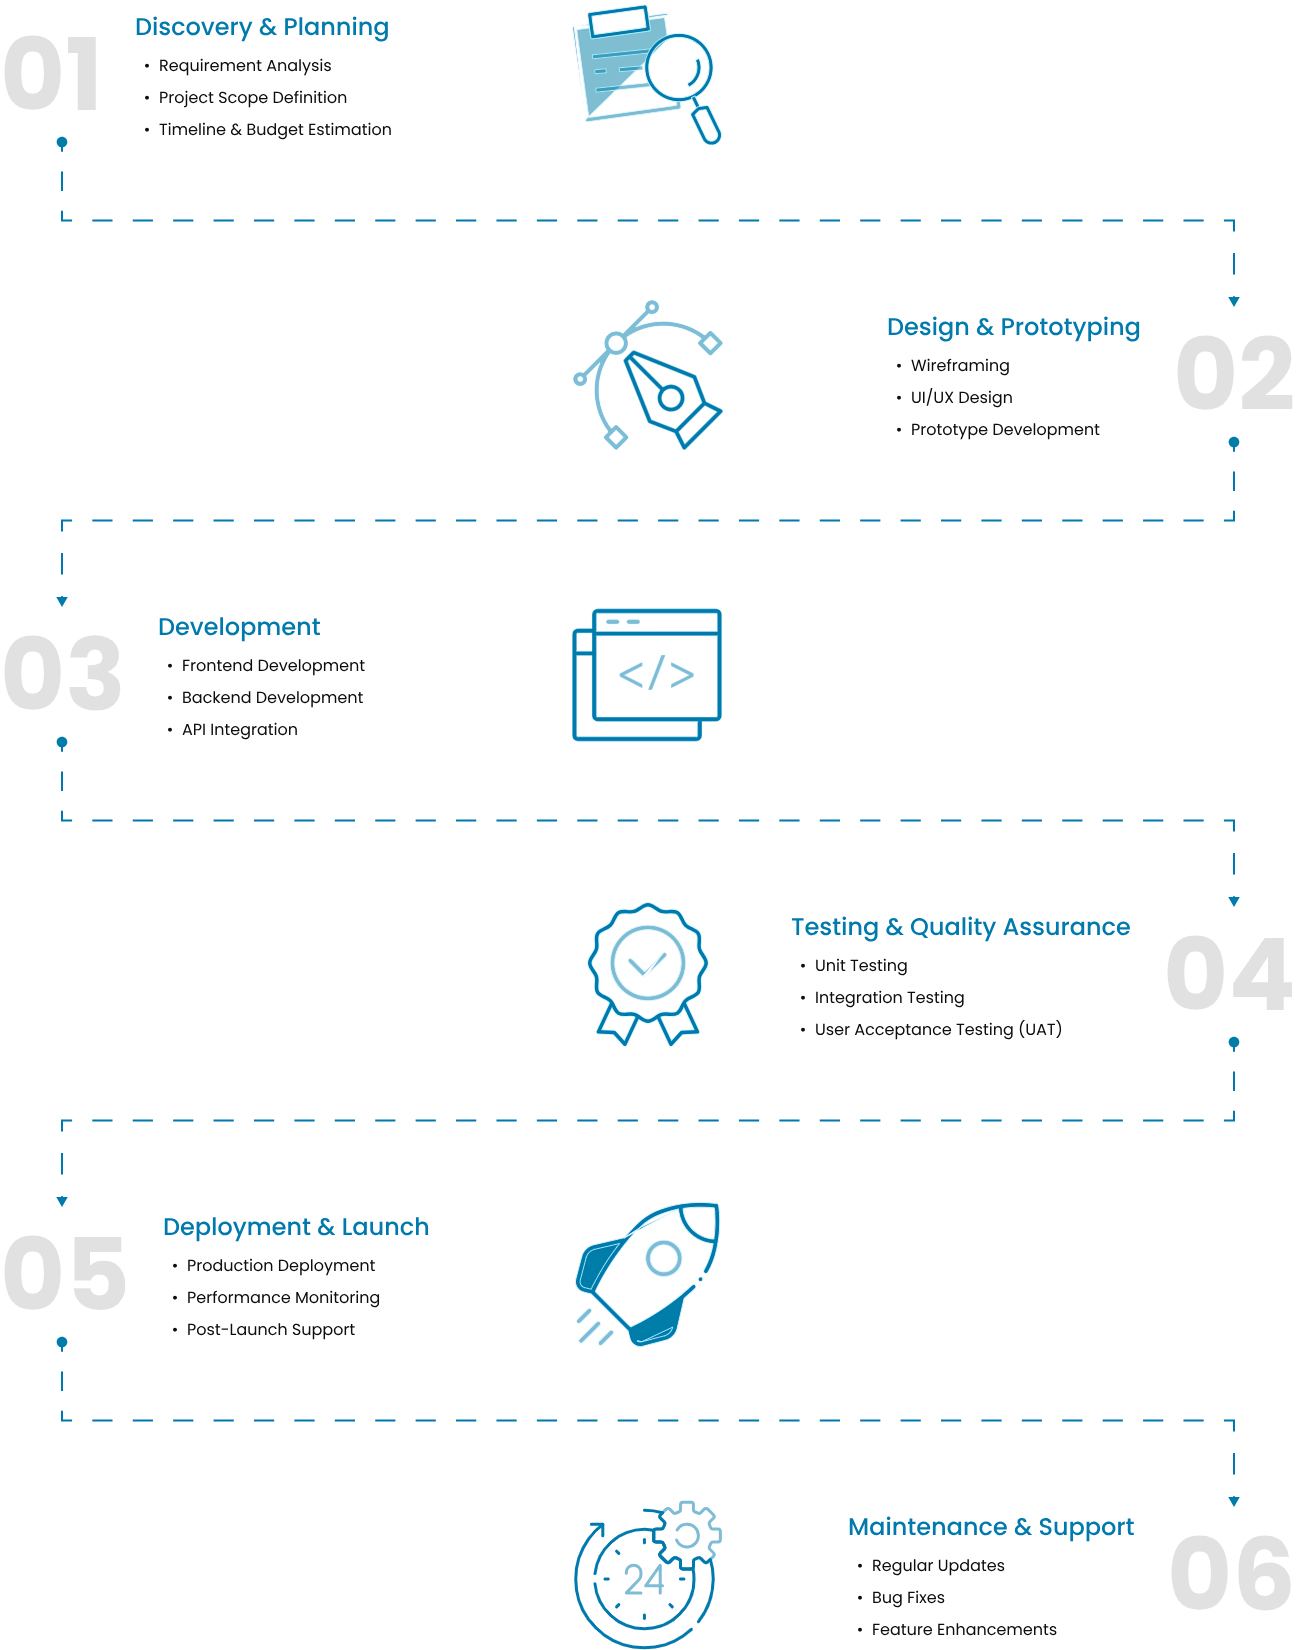 01
Discovery & Planning
• Requirement Analysis
• Project Scope Definition
• Timeline & Budget Estimation
Design & Prototyping
02
• Wireframing
• UI/UX Design
• Prototype Development
03
Development
• Frontend Development
• Backend Development
• API Integration
</>
Testing & Quality Assurance
04
• Unit Testing
• Integration Testing
• User Acceptance Testing (UAT)
05
Deployment & Launch
• Production Deployment
• Performance Monitoring
• Post-Launch Support
24
Maintenance & Support
06
• Regular Updates
• Bug Fixes
• Feature Enhancements